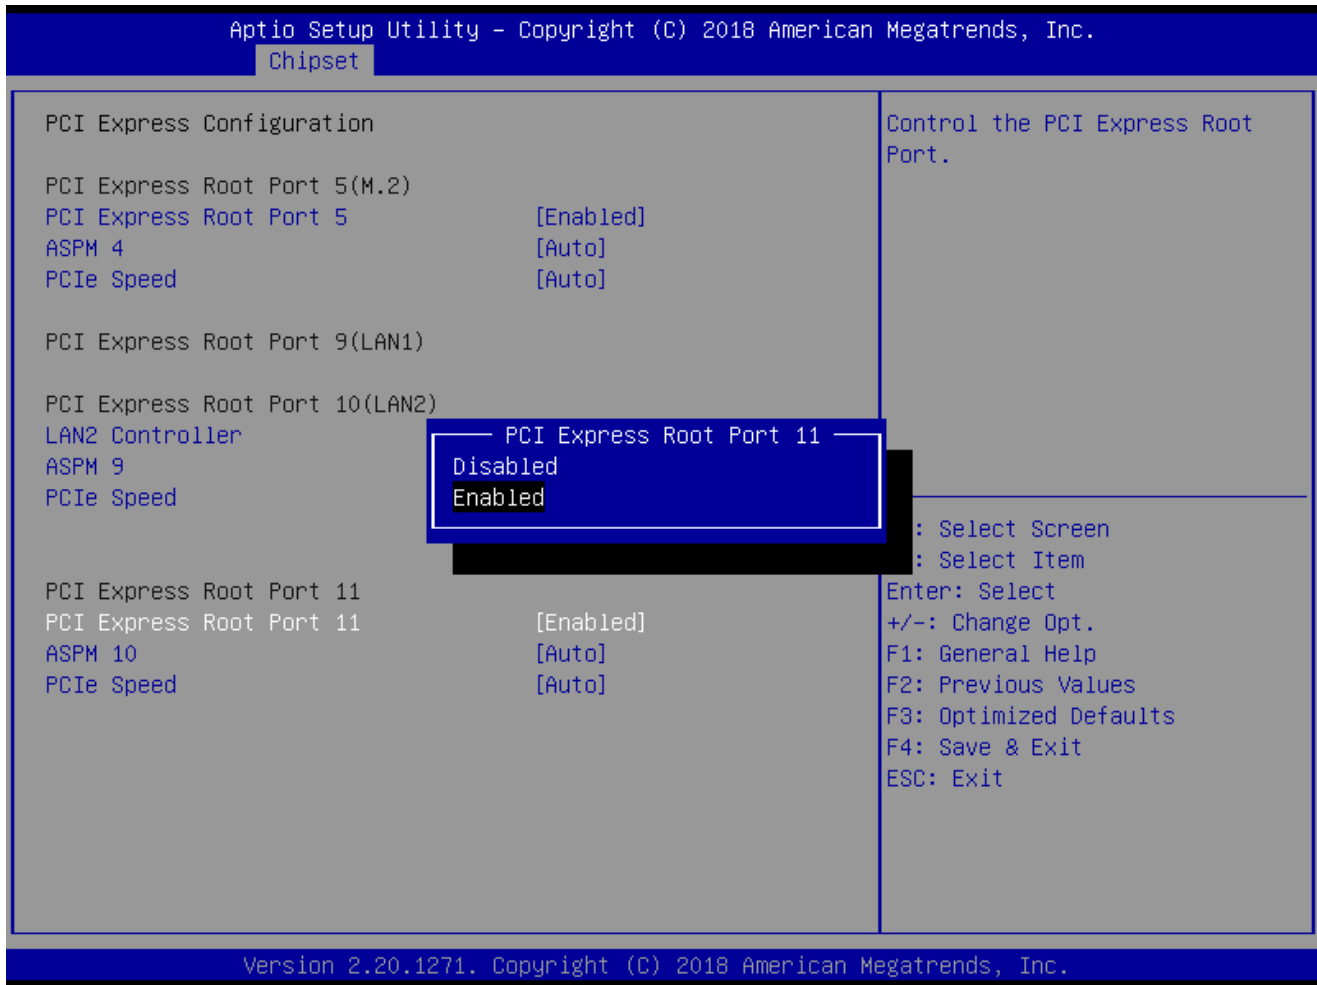 Aptio Setup Utility – Copyright (C) 2018 American Megatrends, Inc.
Chipset
PCI Express Configuration
PCI Express Root Port 5(M.2)
PCI Express Root Port 5 [Enabled]
ASPM 4 [Auto]
PCIe Speed [Auto]
PCI Express Root Port 9(LAN1)
PCI Express Root Port 10(LAN2)
LAN2 Controller
ASPM 9
PCIe Speed
PCI Express Root Port 11
Disabled
Enabled
PCI Express Root Port 11
PCI Express Root Port 11 [Enabled]
ASPM 10 [Auto]
PCIe Speed [Auto]
Control the PCI Express Root
Port.
: Select Screen
: Select Item
Enter: Select
+/-: Change Opt.
F1: General Help
F2: Previous Values
F3: Optimized Defaults
F4: Save & Exit
ESC: Exit
Version 2.20.1271. Copyright (C) 2018 American Megatrends, Inc.